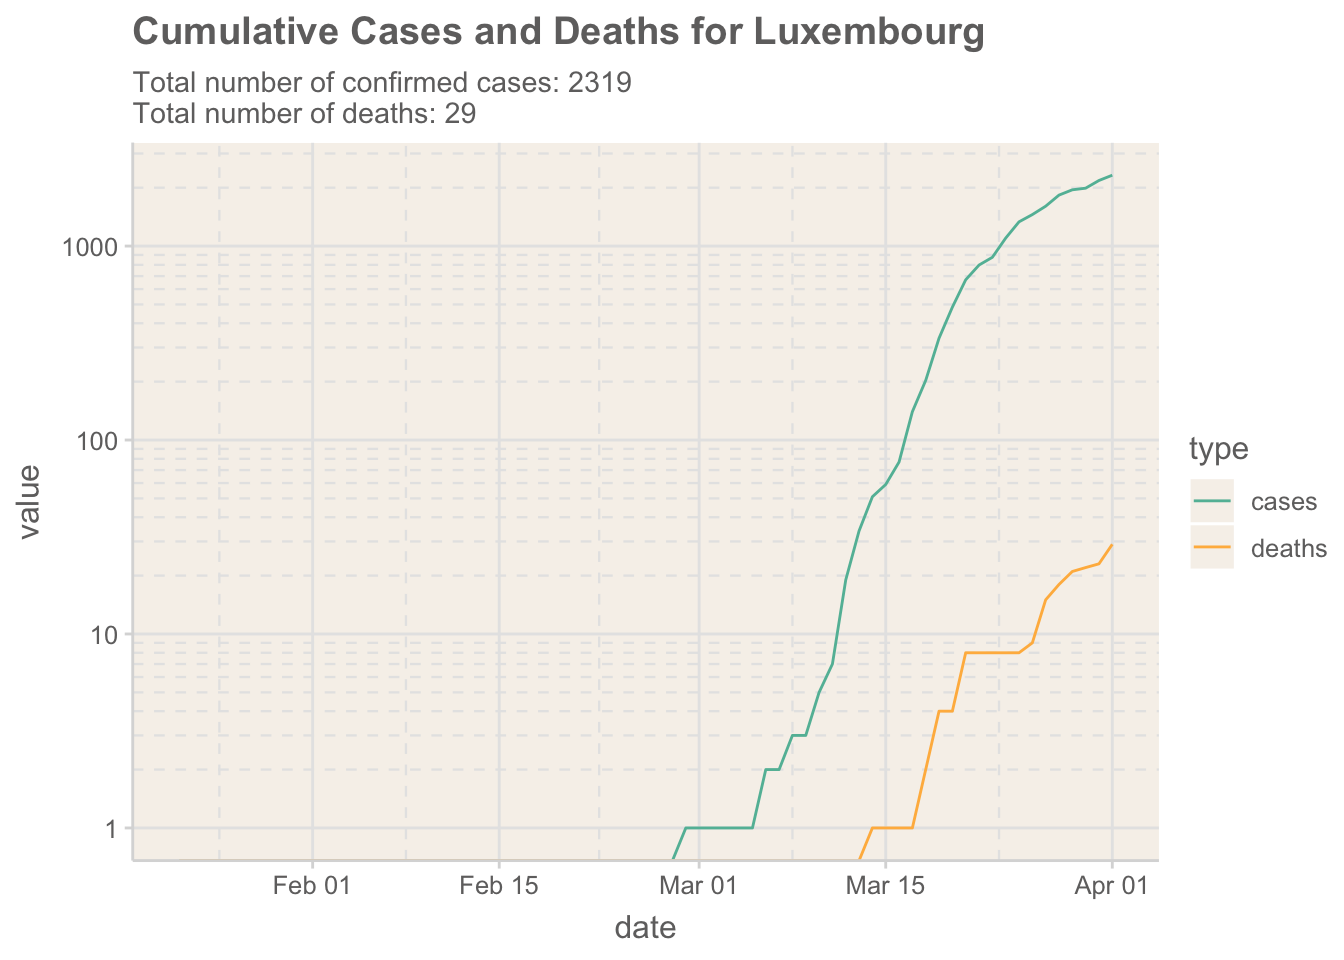 Cumulative Cases and Deaths for Luxembourg
Total number of confirmed cases: 2319
Total number of deaths: 29
1000
100
10
1
value
Feb 01
Feb 15
Mar 01
Mar 15
Apr 01
date
type
cases
deaths